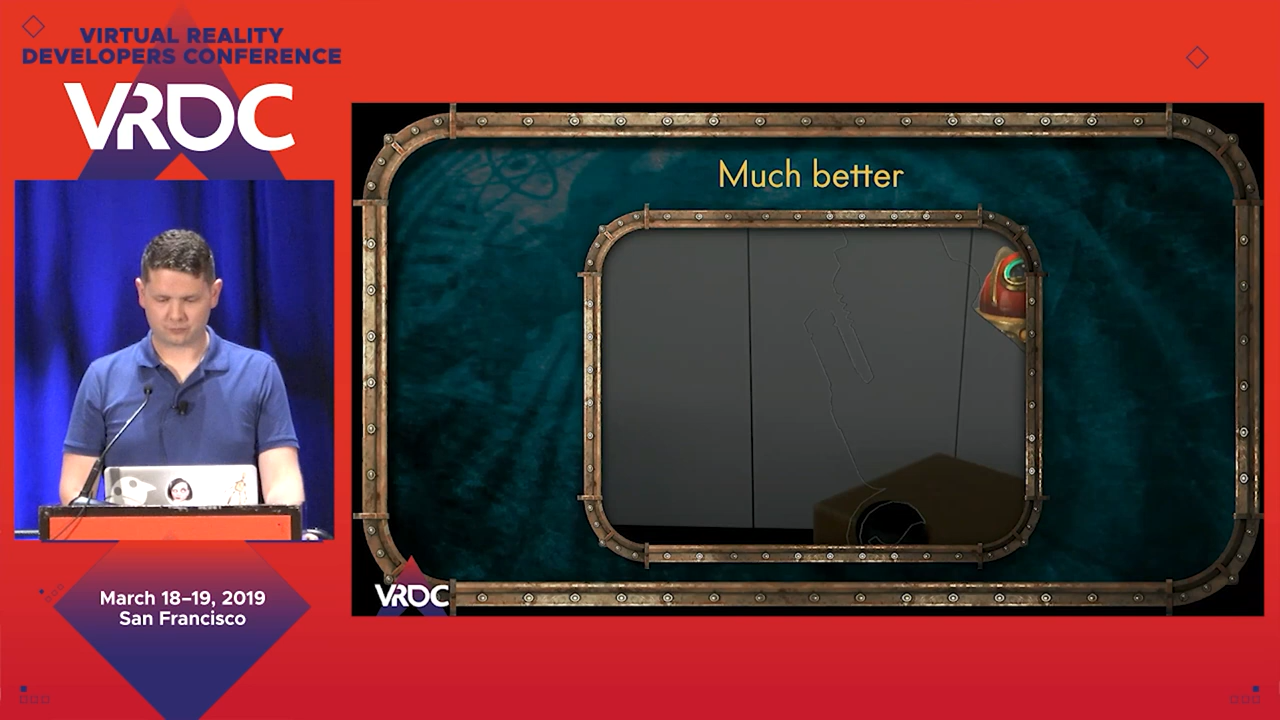 VIRTUAL REALITY
DEVELOPERS CONFERENCE
VRDC
Much better
VRDC
March 18–19, 2019
San Francisco